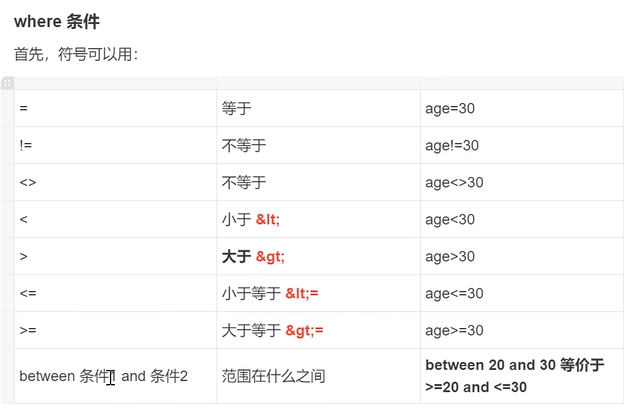 where 条件
首先，符号可以用：
= 等于 age=30
!= 不等于 age!=30
<> 不等于 age<>30
< 小于 &lt; age<30
> 大于 &gt; age>30
<= 小于等于 &lt;= age<=30
>= 大于等于 &gt;= age>=30
between 条件1 and 条件2 范围在什么之间 between 20 and 30 等价于
>=20 and <=30